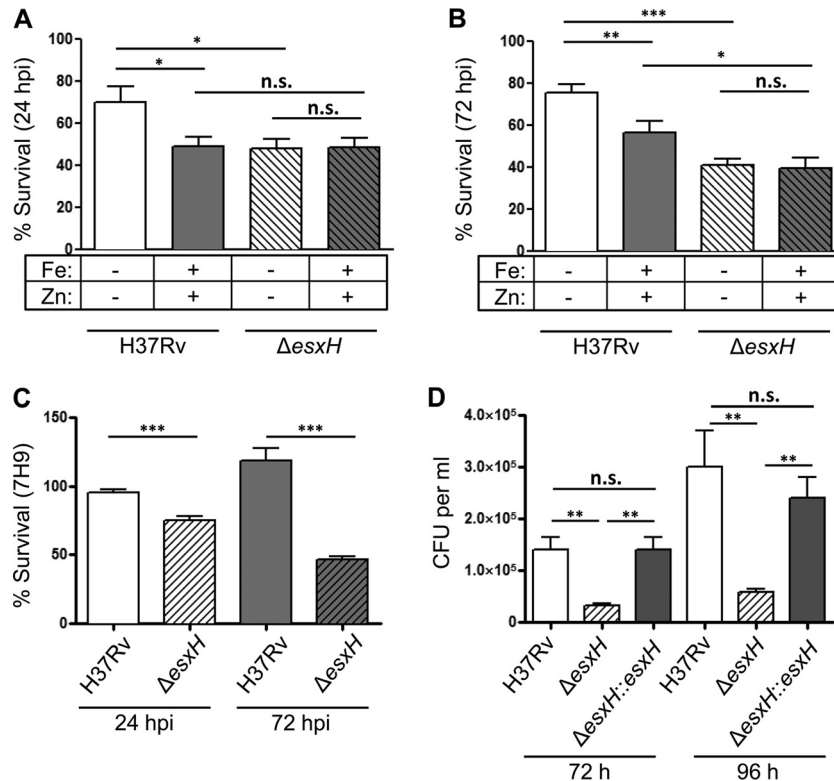 A
% Survival (24 hpi)
100
80
60
40
20
0
*
*
n.s.
n.s.
Fe: - + - +
Zn: - + - +
H37Rv ΔesxH
B
% Survival (72 hpi)
100
80
60
40
20
0
***
**
*
n.s.
Fe: - + - +
Zn: - + - +
H37Rv ΔesxH
C
% Survival (7H9)
150
100
50
0
*** ***
H37Rv ΔesxH H37Rv ΔesxH
24 hpi 72 hpi
D
CFU per ml
4.0×10⁵
3.0×10⁵
2.0×10⁵
1.0×10⁵
0
n.s.
** **
n.s.
**
**
H37Rv ΔesxH ΔesxH::esxH H37Rv ΔesxH ΔesxH::esxH
72 h 96 h